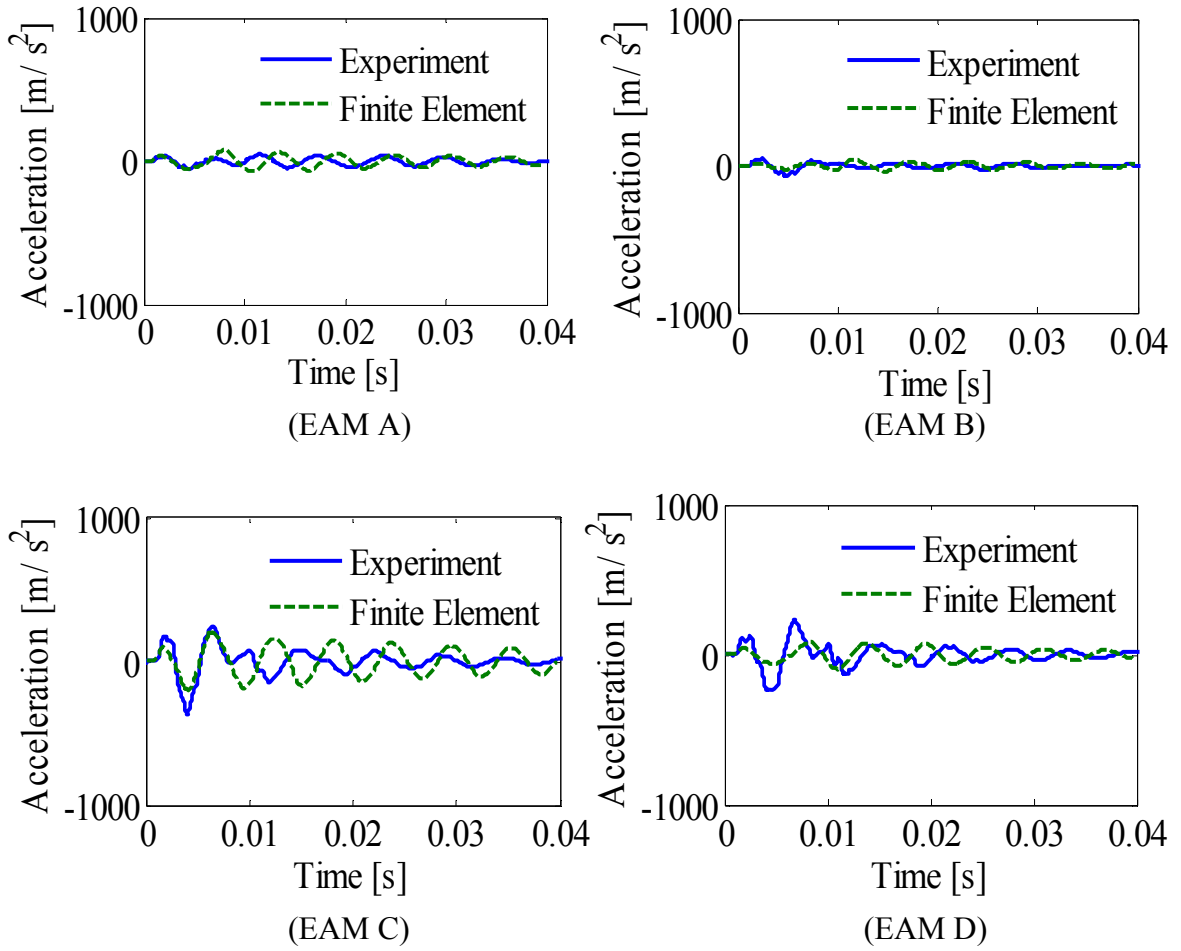 1000
Acceleration [m/ s²]
Experiment
Finite Element
0
-1000
0 0.01 0.02 0.03 0.04
Time [s]
(EAM A)
1000
Acceleration [m/ s²]
Experiment
Finite Element
0
-1000
0 0.01 0.02 0.03 0.04
Time [s]
(EAM B)
1000
Acceleration [m/ s²]
Experiment
Finite Element
0
-1000
0 0.01 0.02 0.03 0.04
Time [s]
(EAM C)
1000
Acceleration [m/ s²]
Experiment
Finite Element
0
-1000
0 0.01 0.02 0.03 0.04
Time [s]
(EAM D)